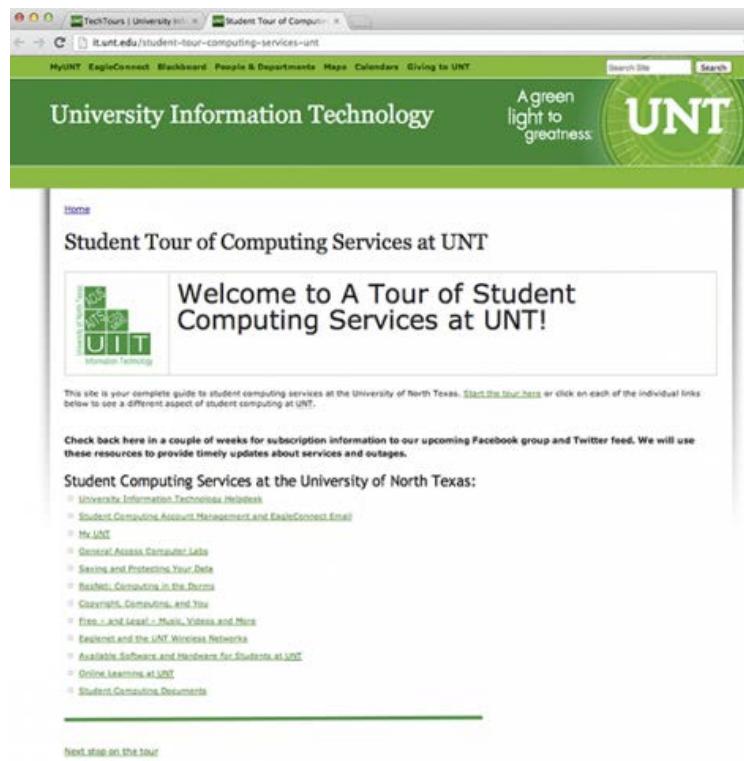 TechTours | University Inf
Student Tour of Computin
it.unt.edu/student-tour-computing-services-unt
MyUNT EagleConnect Blackboard People & Departments Maps Calendars Giving to UNT
Search Site Search
University Information Technology
A green
light to
greatness:
UNT
Home
Student Tour of Computing Services at UNT
University of North Texas
ACUS
AITS
UIT
Information Technology
Welcome to A Tour of Student
Computing Services at UNT!
This site is your complete guide to student computing services at the University of North Texas. Start the tour here or click on each of the individual links
below to see a different aspect of student computing at UNT.
Check back here in a couple of weeks for subscription information to our upcoming Facebook group and Twitter feed. We will use
these resources to provide timely updates about services and outages.
Student Computing Services at the University of North Texas:
University Information Technology Helpdesk
Student Computing Account Management and EagleConnect Email
My UNT
General Access Computer Labs
Saving and Protecting Your Data
ResNet: Computing in the Dorms
Copyright, Computing, and You
Free - and Legal - Music, Videos and More
Eaglenet and the UNT Wireless Networks
Available Software and Hardware for Students at UNT
Online Learning at UNT
Student Computing Documents
Next stop on the tour